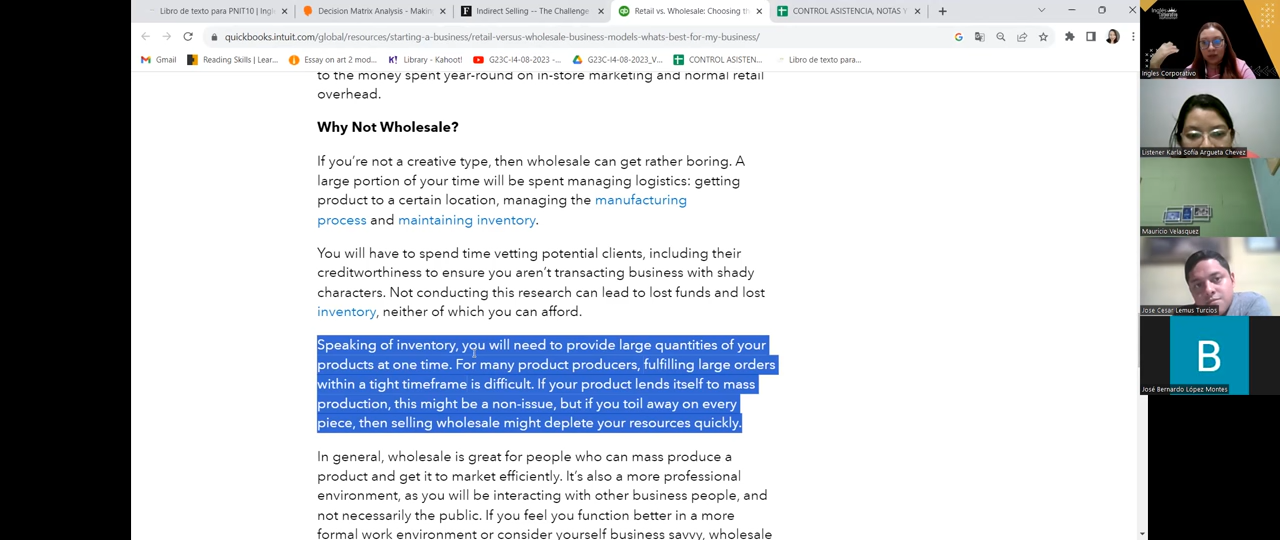 Libro de texto para PNIT10 | Ingl
Decision Matrix Analysis - Makin
Indirect Selling -- The Challenge
Retail vs. Wholesale: Choosing th
CONTROL ASISTENCIA, NOTAS Y
quickbooks.intuit.com/global/resources/starting-a-business/retail-versus-wholesale-business-models-whats-best-for-my-business/
Gmail
Reading Skills | Lear...
Essay on art 2 mod...
Library - Kahoot!
G23C-I4-08-2023 -...
G23C-I4-08-2023_V...
CONTROL ASISTEN...
Libro de texto para...
to the money spent year-round on in-store marketing and normal retail
overhead.
Why Not Wholesale?
If you’re not a creative type, then wholesale can get rather boring. A
large portion of your time will be spent managing logistics: getting
product to a certain location, managing the manufacturing
process and maintaining inventory.
You will have to spend time vetting potential clients, including their
creditworthiness to ensure you aren’t transacting business with shady
characters. Not conducting this research can lead to lost funds and lost
inventory, neither of which you can afford.
Speaking of inventory, you will need to provide large quantities of your
products at one time. For many product producers, fulfilling large orders
within a tight timeframe is difficult. If your product lends itself to mass
production, this might be a non-issue, but if you toil away on every
piece, then selling wholesale might deplete your resources quickly.
In general, wholesale is great for people who can mass produce a
product and get it to market efficiently. It’s also a more professional
environment, as you will be interacting with other business people, and
not necessarily the public. If you feel you function better in a more
formal work environment or consider yourself business savvy, wholesale
Ingles Corporativo
Listener Karla Sofía Argueta Chevez
Mauricio Velasquez
Jose Cesar Lemus Turcios
B
José Bernardo López Montes